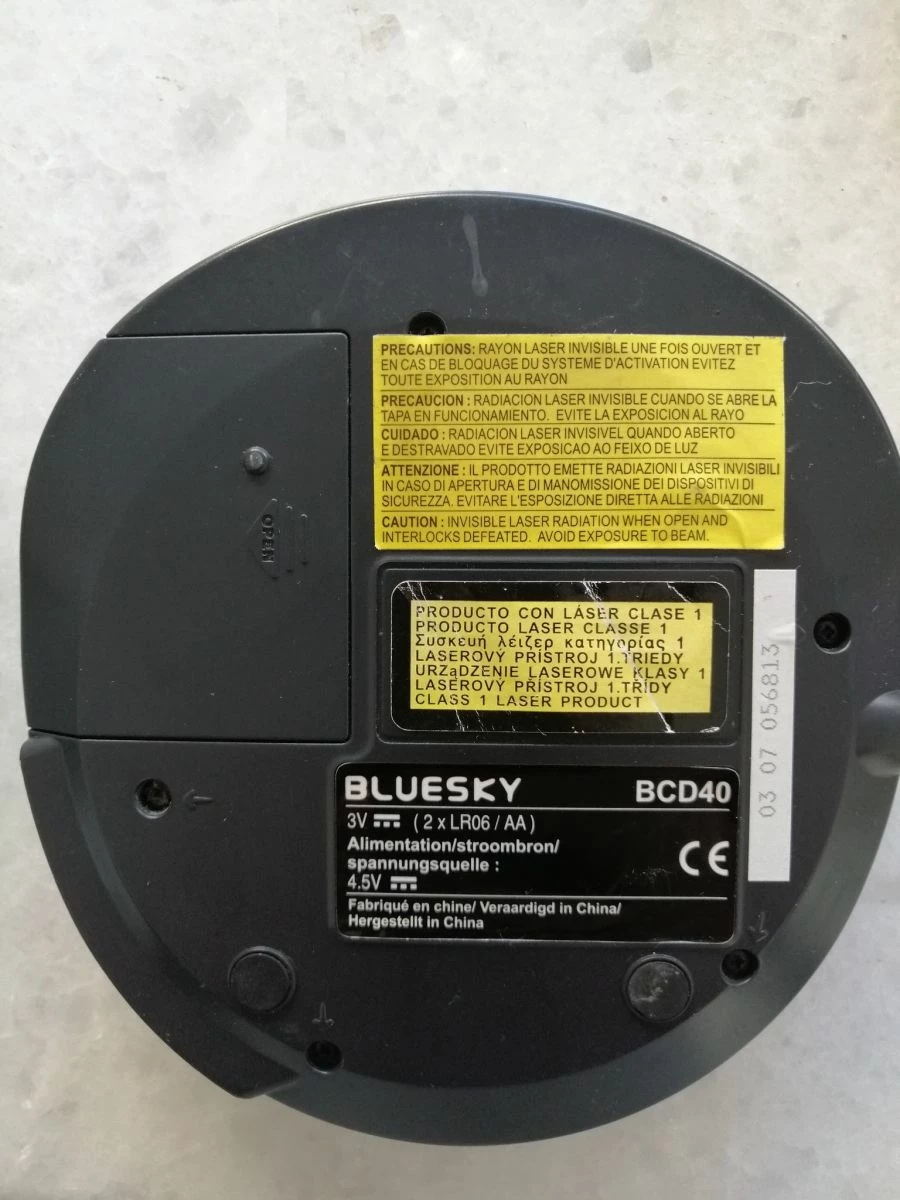 PRECAUTIONS: RAYON LASER INVISIBLE UNE FOIS OUVERT ET
EN CAS DE BLOQUAGE DU SYSTEME D'ACTIVATION EVITEZ
TOUTE EXPOSITION AU RAYON
PRECAUCION : RADIACION LASER INVISIBLE CUANDO SE ABRE LA
TAPA EN FUNCIONAMIENTO. EVITE LA EXPOSICION AL RAYO
CUIDADO : RADIACION LASER INVISIVEL QUANDO ABERTO
E DESTRAVADO EVITE EXPOSICAO AO FEIXO DE LUZ
ATTENZIONE : IL PRODOTTO EMETTE RADIAZIONI LASER INVISIBILI
IN CASO DI APERTURA E DI MANOMISSIONE DEI DISPOSITIVI DI
SICUREZZA. EVITARE L'ESPOSIZIONE DIRETTA ALLE RADIAZIONI
CAUTION : INVISIBLE LASER RADIATION WHEN OPEN AND
INTERLOCKS DEFEATED. AVOID EXPOSURE TO BEAM.
OPEN
PRODUCTO CON LÁSER CLASE 1
PRODUCTO LASER CLASSE 1
Συσκευή λέιζερ κατηγορίας 1
LASEROVÝ PRÍSTROJ 1.TRIEDY
URZąDZENIE LASEROWE KLASY 1
LASEROVÝ PŘÍSTROJ 1.TŘÍDY
CLASS 1 LASER PRODUCT
03 07 056813
BLUESKY BCD40
3V (2 x LR06 / AA)
Alimentation/stroombron/
spannungsquelle :
4.5V
CE
Fabriqué en chine/ Veraardigd in China/
Hergestellt in China